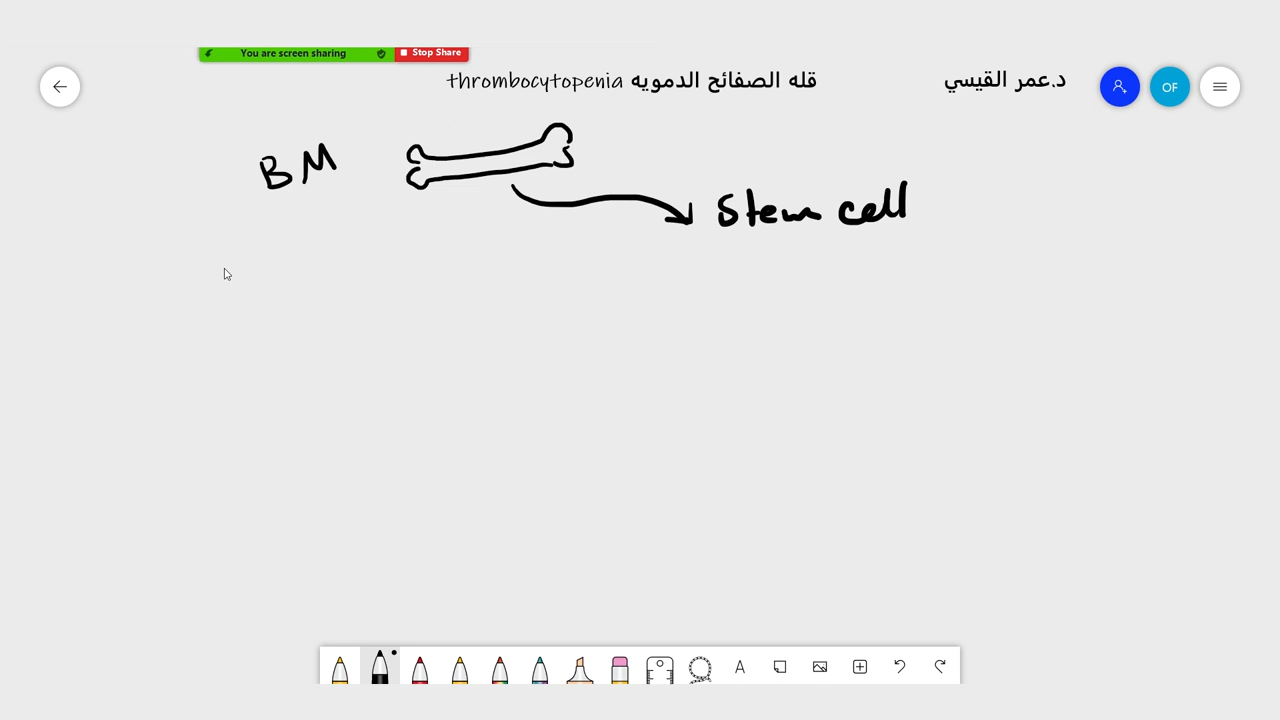 You are screen sharing Stop Share
د.عمر القيسي
قله الصفائح الدمويه thrombocytopenia
OF
BM
Stem cell
A